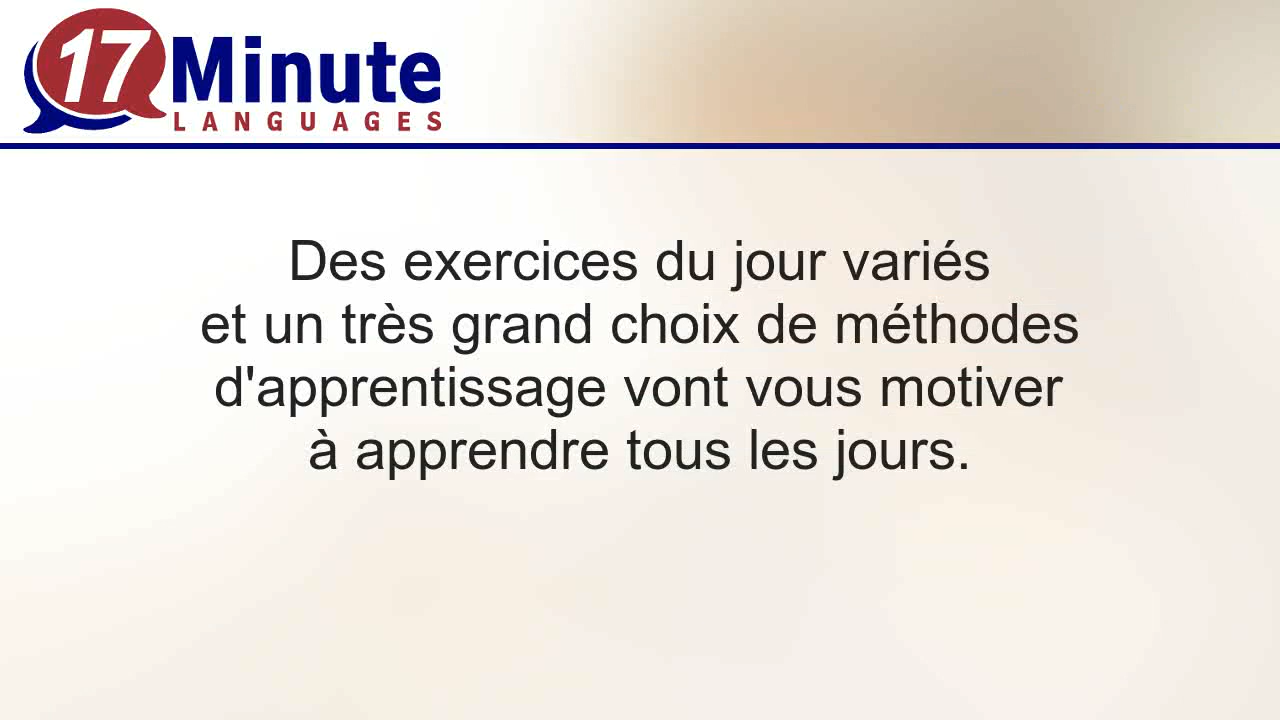 17 Minute
LANGUAGES
Des exercices du jour variés
et un très grand choix de méthodes
d'apprentissage vont vous motiver
à apprendre tous les jours.